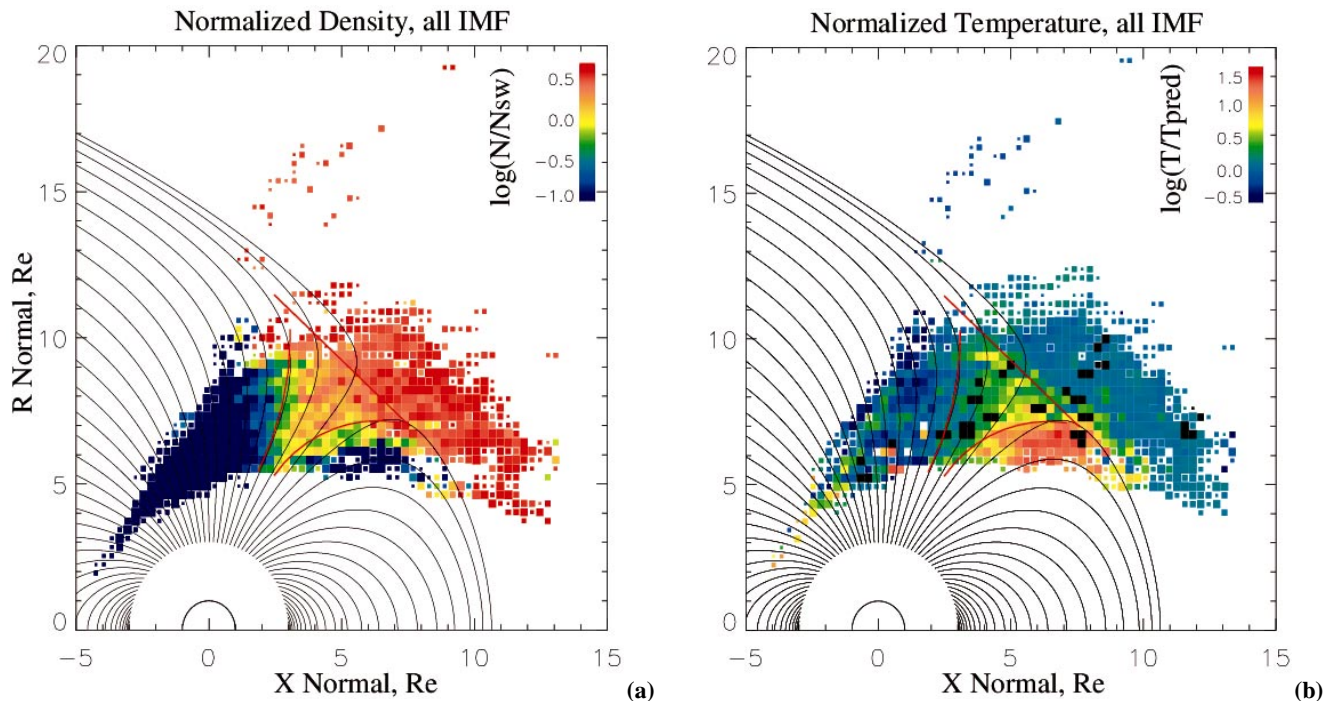 Normalized Density, all IMF
20
15
10
5
0
R Normal, Re
log(N/Nsw)
0.5
0.0
−0.5
−1.0
−5 0 5 10 15
X Normal, Re
(a)
Normalized Temperature, all IMF
20
15
10
5
0
log(T/Tpred)
1.5
1.0
0.5
0.0
−0.5
−5 0 5 10 15
X Normal, Re
(b)